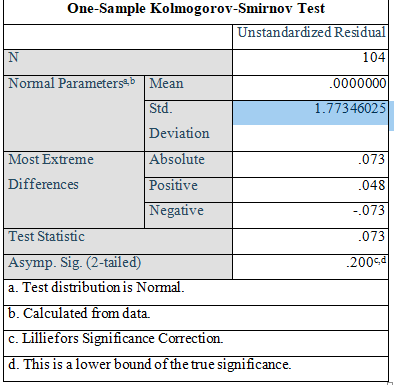 One-Sample Kolmogorov-Smirnov Test
Unstandardized Residual
N 104
Normal Parametersa,b Mean .0000000
Std. Deviation 1.77346025
Most Extreme Differences Absolute .073
Positive .048
Negative -.073
Test Statistic .073
Asymp. Sig. (2-tailed) .200c,d
a. Test distribution is Normal.
b. Calculated from data.
c. Lilliefors Significance Correction.
d. This is a lower bound of the true significance.